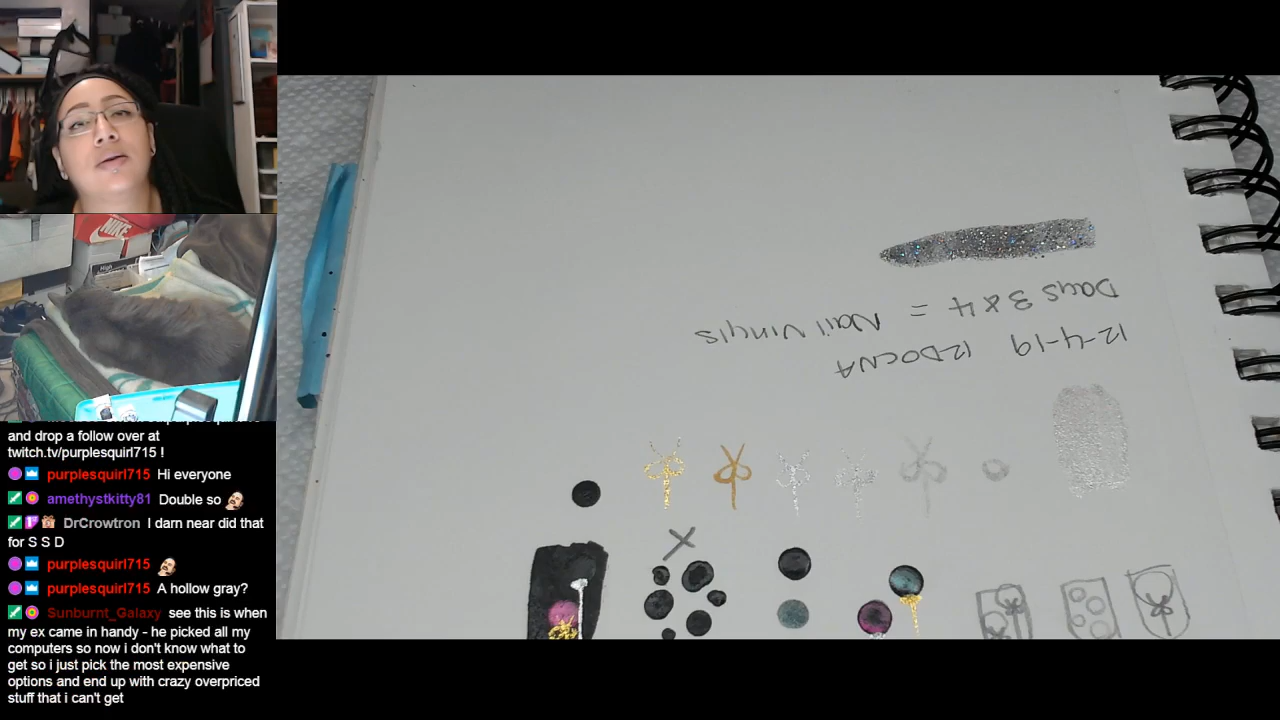 NIKE
High
and drop a follow over at
twitch.tv/purplesquirl715 !
purplesquirl715 Hi everyone
amethystkitty81 Double so
DrCrowtron I darn near did that
for S S D
purplesquirl715
purplesquirl715 A hollow gray?
Sunburnt_Galaxy see this is when
my ex came in handy - he picked all my
computers so now i don't know what to
get so i just pick the most expensive
options and end up with crazy overpriced
stuff that i can't get
12-4-19 12DOCNA
Days 3 & 4 = Nail Vinyls